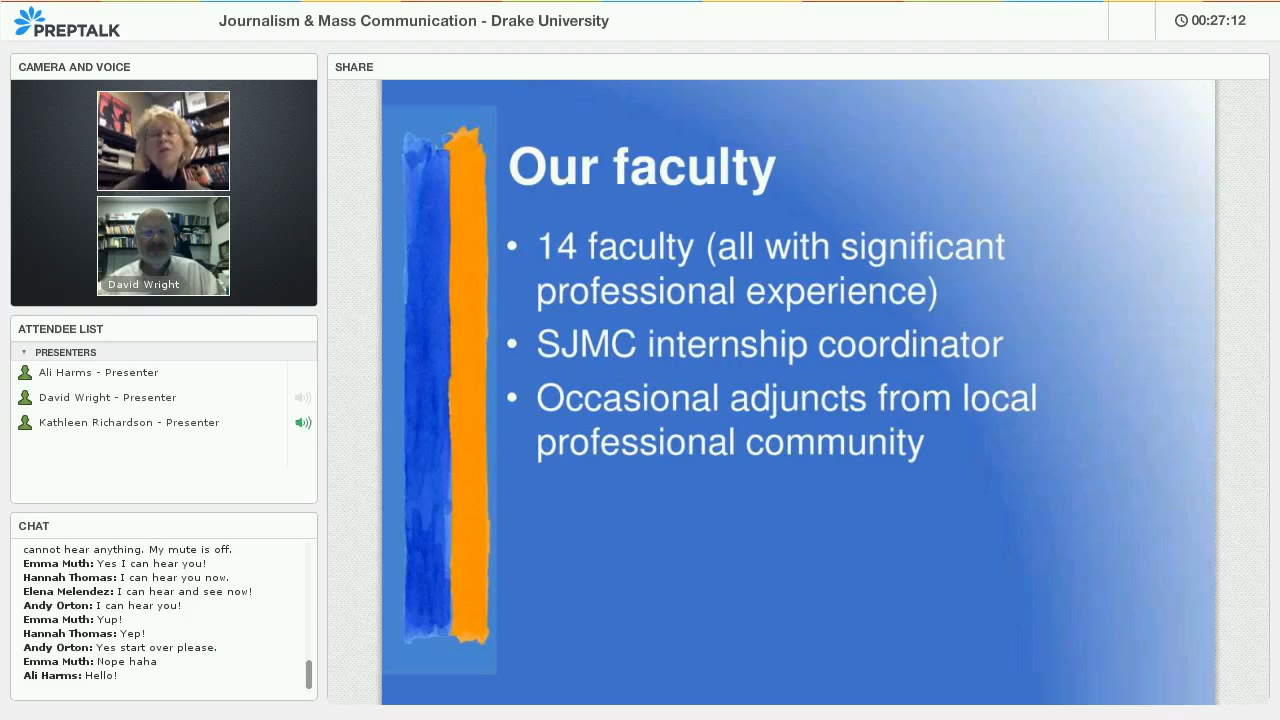 PREPTALK
Journalism & Mass Communication - Drake University
00:27:12
CAMERA AND VOICE
David Wright
ATTENDEE LIST
PRESENTERS
Ali Harms - Presenter
David Wright - Presenter
Kathleen Richardson - Presenter
CHAT
cannot hear anything. My mute is off.
Emma Muth: Yes I can hear you!
Hannah Thomas: I can hear you now.
Elena Melendez: I can hear and see now!
Andy Orton: I can hear you!
Emma Muth: Yup!
Hannah Thomas: Yep!
Andy Orton: Yes start over please.
Emma Muth: Nope haha
Ali Harms: Hello!
SHARE
Our faculty
• 14 faculty (all with significant
professional experience)
• SJMC internship coordinator
• Occasional adjuncts from local
professional community